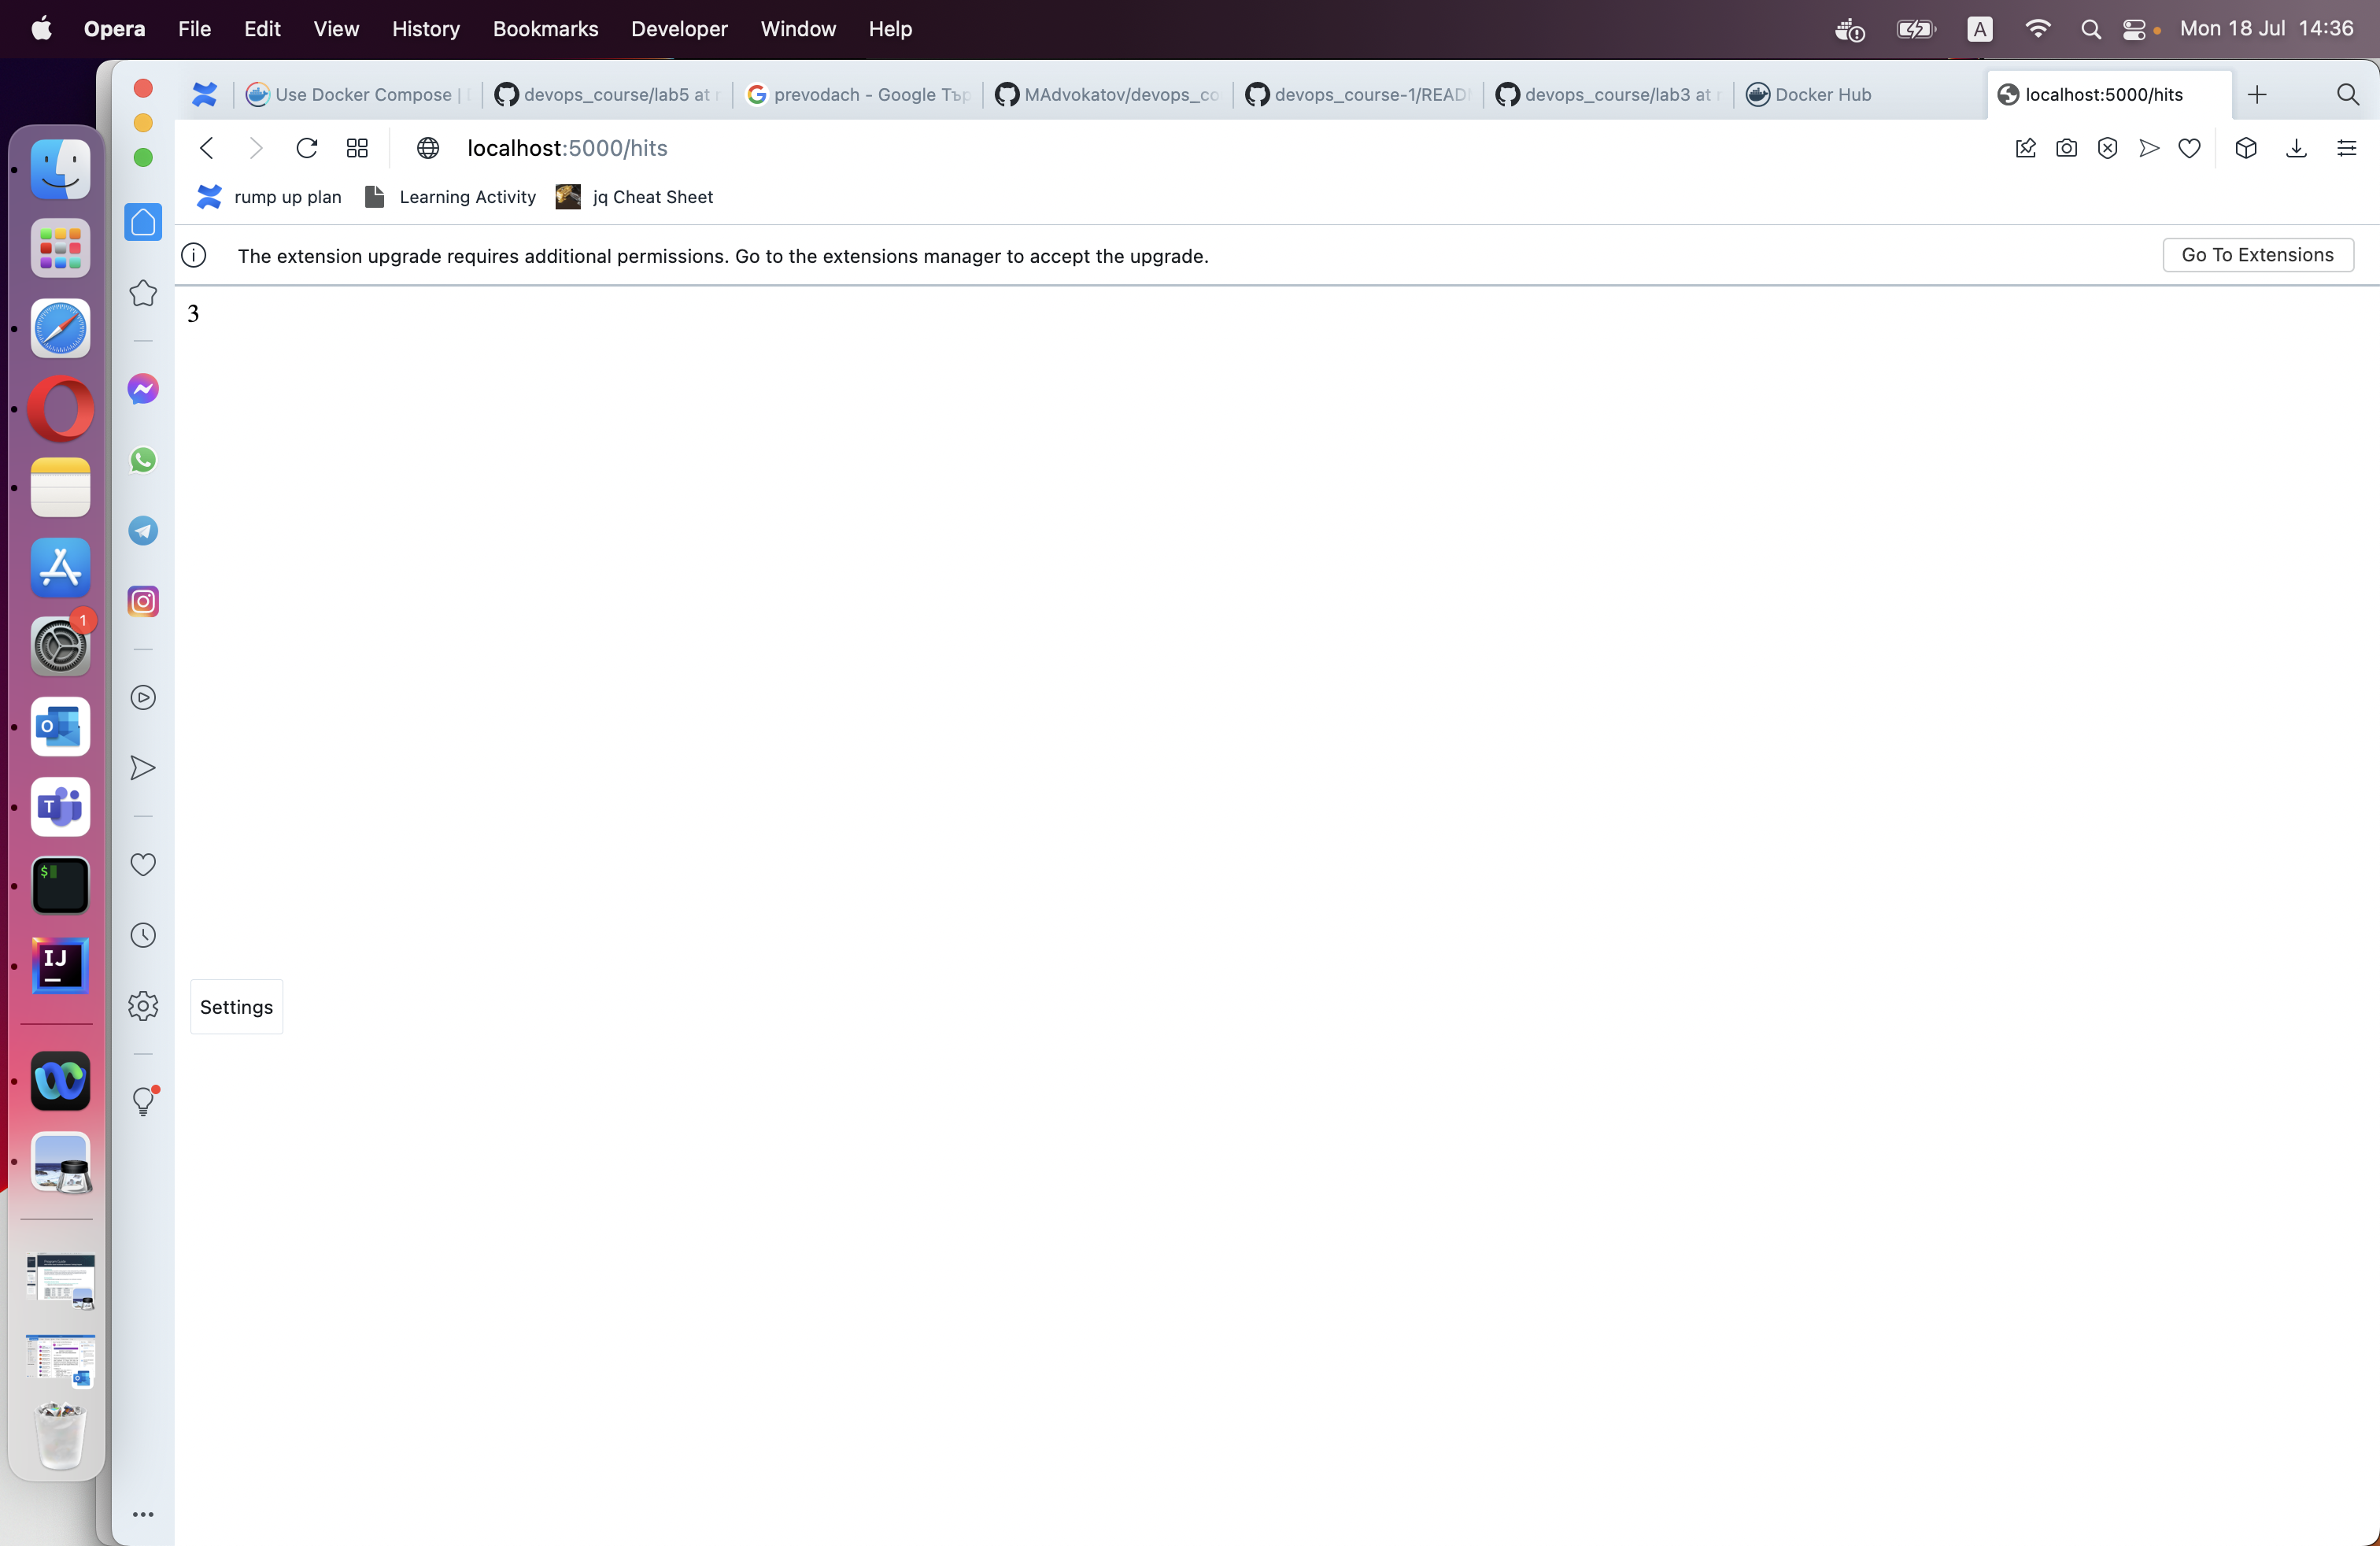 Opera File Edit View History Bookmarks Developer Window Help A Mon 18 Jul 14:36
Use Docker Compose | devops_course/lab5 at prevodach - Google Тър MAdvokatov/devops_co devops_course-1/READ devops_course/lab3 at Docker Hub localhost:5000/hits
localhost:5000/hits
rump up plan Learning Activity jq Cheat Sheet
The extension upgrade requires additional permissions. Go to the extensions manager to accept the upgrade. Go To Extensions
3
1
O
T
$
IJ
Settings